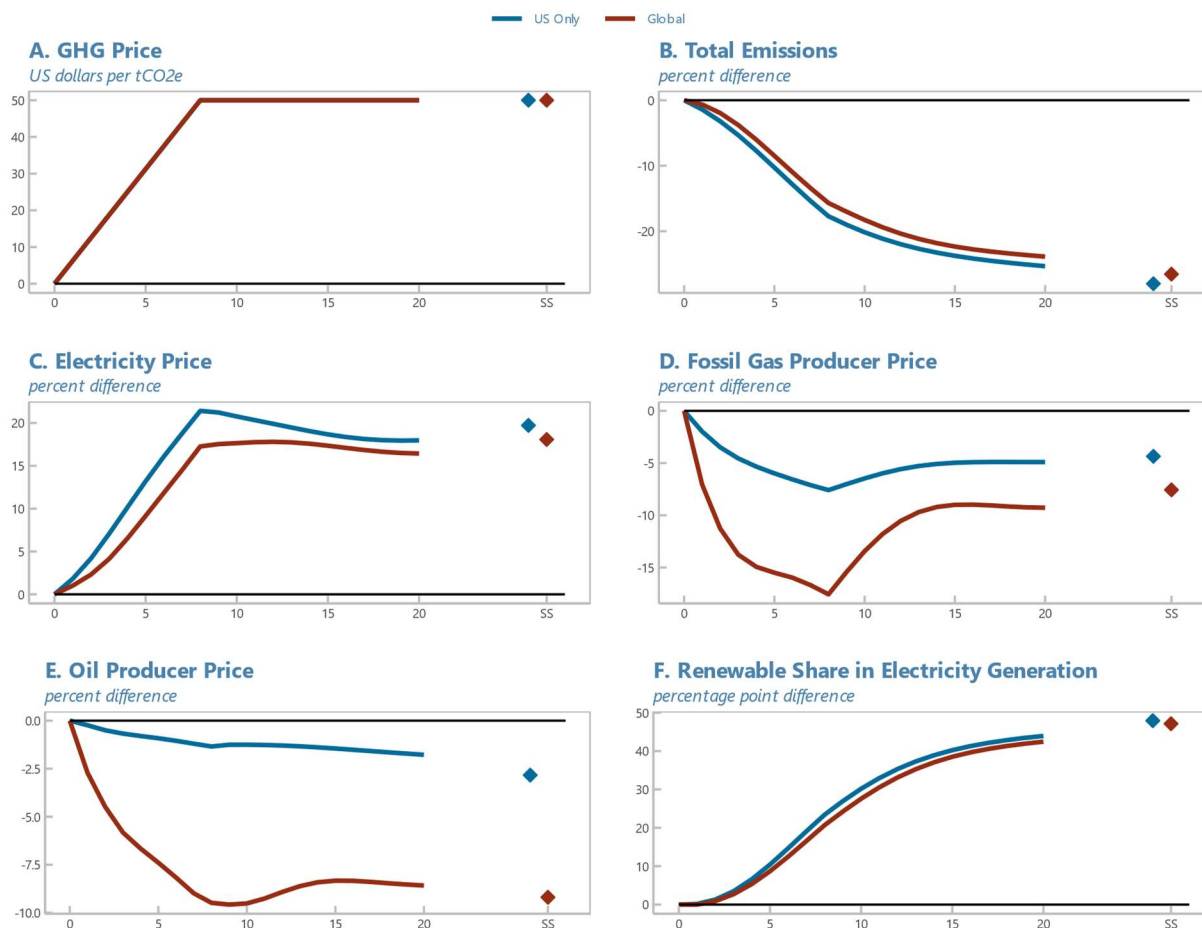 US Only Global
A. GHG Price
US dollars per tCO2e
50
40
30
20
10
0
0 5 10 15 20 SS
B. Total Emissions
percent difference
0
-10
-20
0 5 10 15 20 SS
C. Electricity Price
percent difference
20
15
10
5
0
0 5 10 15 20 SS
D. Fossil Gas Producer Price
percent difference
0
-5
-10
-15
0 5 10 15 20 SS
E. Oil Producer Price
percent difference
0.0
-2.5
-5.0
-7.5
-10.0
0 5 10 15 20 SS
F. Renewable Share in Electricity Generation
percentage point difference
50
40
30
20
10
0
0 5 10 15 20 SS